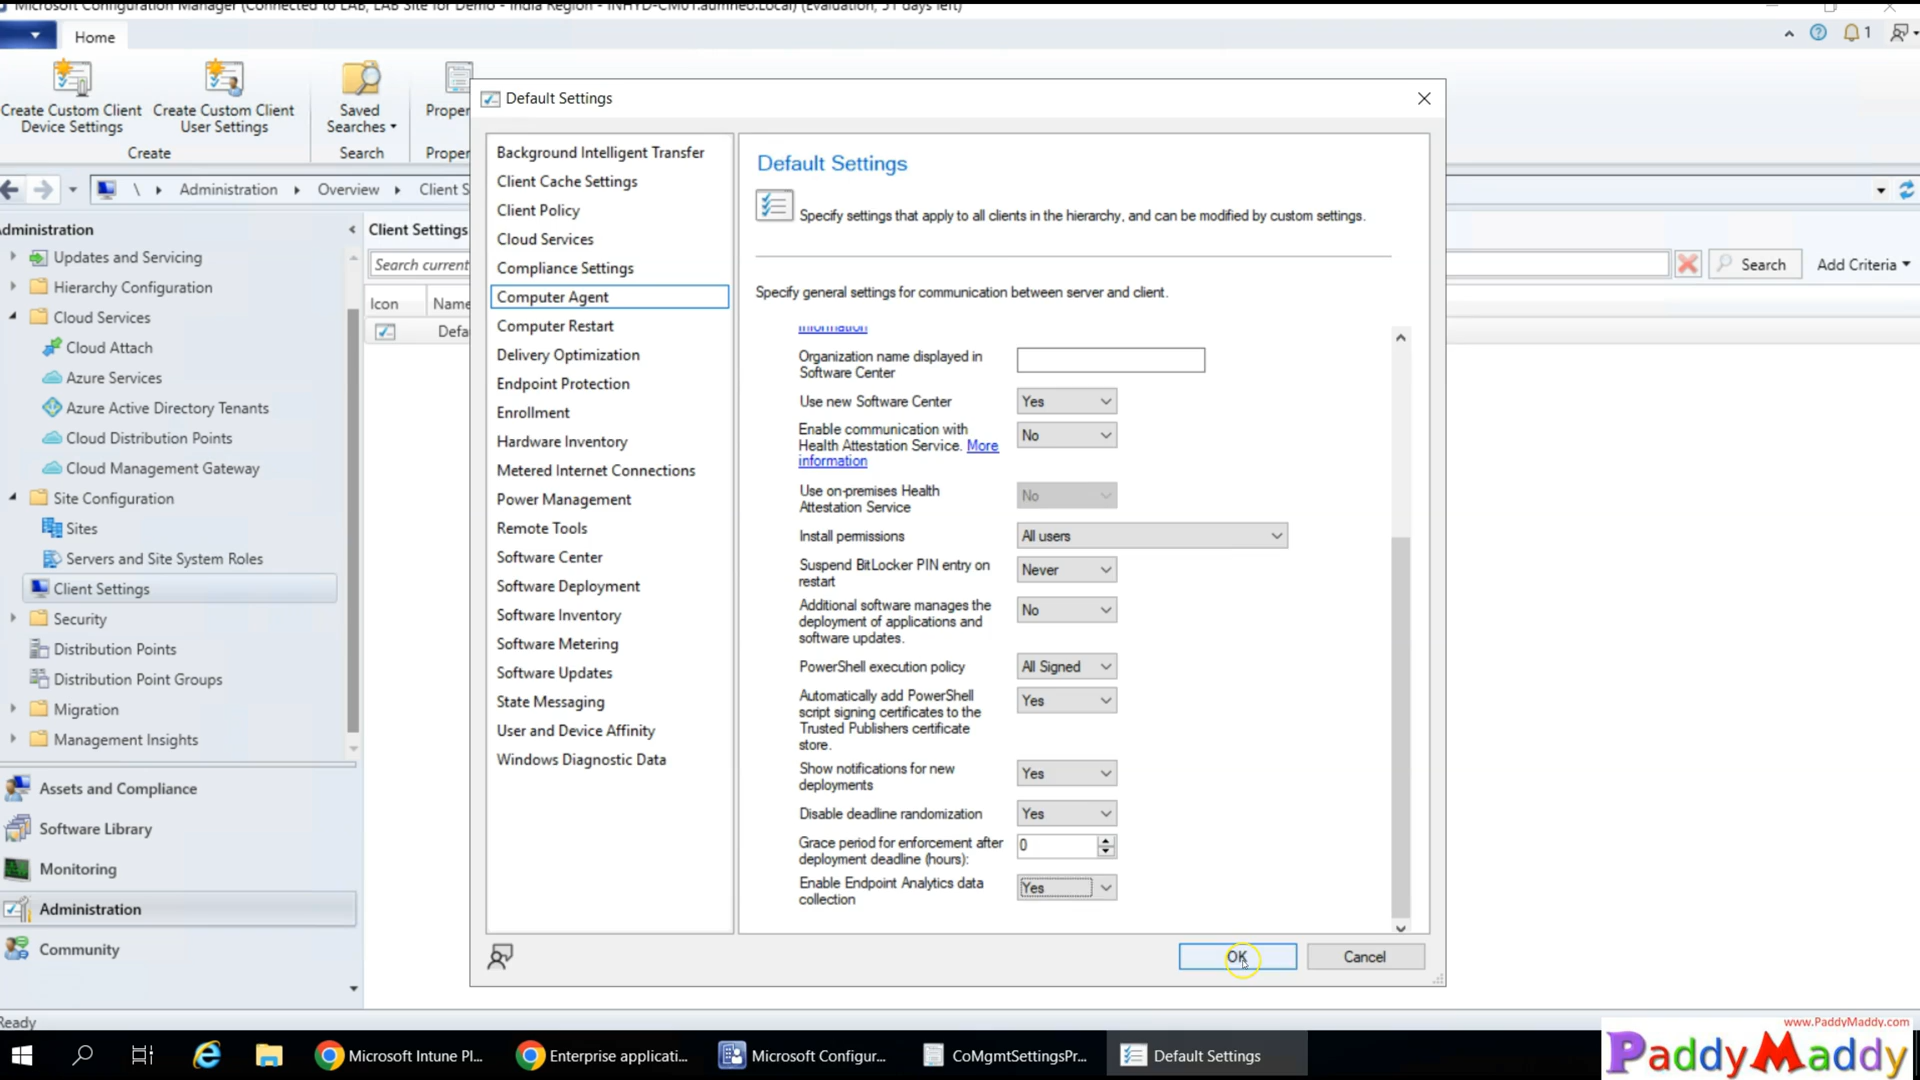 Microsoft Configuration Manager (Connected to LAB, LAB Site for Demo - India Region - INHYD-CM01.aumneo.Local) (Evaluation, 51 days left)
Home
1
Create Custom Client
Device Settings
Create Custom Client
User Settings
Saved
Searches
Proper
Create
Search
Proper
\ Administration Overview Client S
dministration
Updates and Servicing
Hierarchy Configuration
Cloud Services
Cloud Attach
Azure Services
Azure Active Directory Tenants
Cloud Distribution Points
Cloud Management Gateway
Site Configuration
Sites
Servers and Site System Roles
Client Settings
Security
Distribution Points
Distribution Point Groups
Migration
Management Insights
Assets and Compliance
Software Library
Monitoring
Administration
Community
Client Settings
Search current
Icon Name
Defa
Search
Add Criteria
Default Settings
Background Intelligent Transfer
Client Cache Settings
Client Policy
Cloud Services
Compliance Settings
Computer Agent
Computer Restart
Delivery Optimization
Endpoint Protection
Enrollment
Hardware Inventory
Metered Internet Connections
Power Management
Remote Tools
Software Center
Software Deployment
Software Inventory
Software Metering
Software Updates
State Messaging
User and Device Affinity
Windows Diagnostic Data
Default Settings
Specify settings that apply to all clients in the hierarchy, and can be modified by custom settings.
Specify general settings for communication between server and client.
information
Organization name displayed in
Software Center
Use new Software Center Yes
Enable communication with
Health Attestation Service. More
information
No
Use on-premises Health
Attestation Service
No
Install permissions All users
Suspend BitLocker PIN entry on
restart
Never
Additional software manages the
deployment of applications and
software updates.
No
PowerShell execution policy All Signed
Automatically add PowerShell
script signing certificates to the
Trusted Publishers certificate
store.
Yes
Show notifications for new
deployments
Yes
Disable deadline randomization Yes
Grace period for enforcement after
deployment deadline (hours):
0
Enable Endpoint Analytics data
collection
Yes
OK
Cancel
Ready
Microsoft Intune Pl...
Enterprise applicati...
Microsoft Configur...
CoMgmtSettingsPr...
Default Settings
www.PaddyMaddy.com
PaddyMaddy